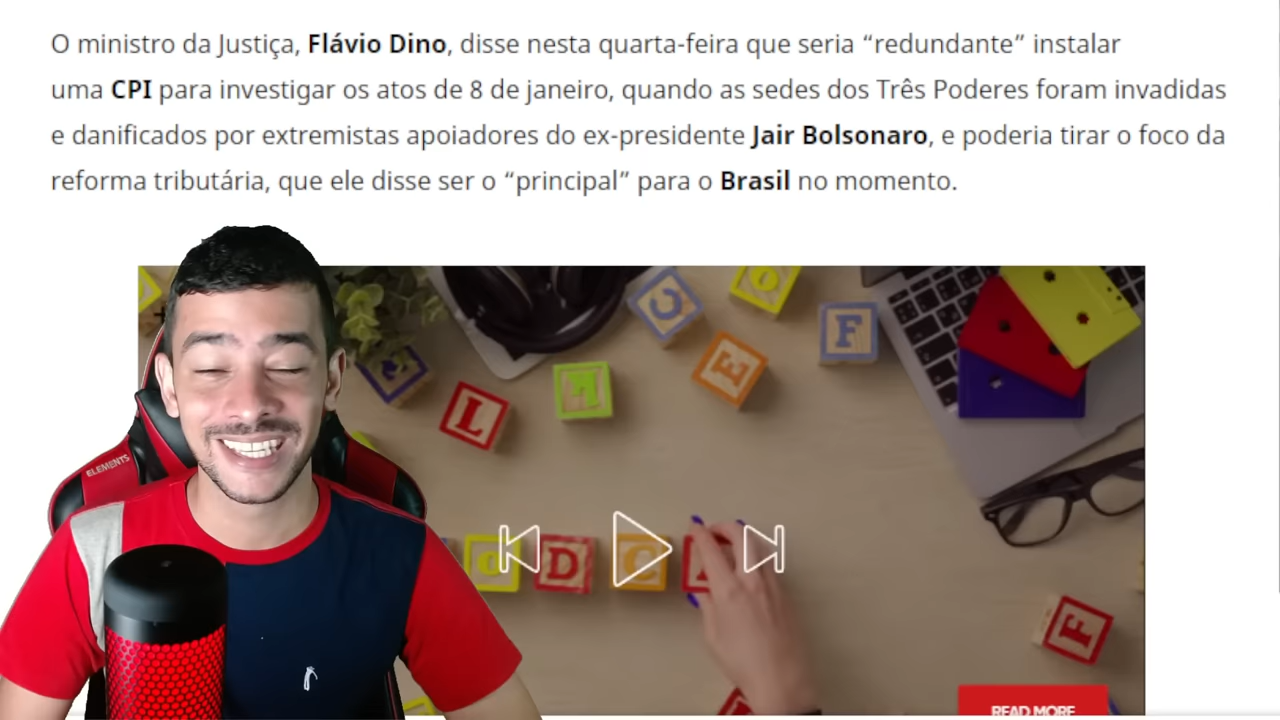 O ministro da Justiça, Flávio Dino, disse nesta quarta-feira que seria “redundante” instalar
uma CPI para investigar os atos de 8 de janeiro, quando as sedes dos Três Poderes foram invadidas
e danificados por extremistas apoiadores do ex-presidente Jair Bolsonaro, e poderia tirar o foco da
reforma tributária, que ele disse ser o “principal” para o Brasil no momento.
C
O
F
E
L
ELEMENTS
D
C
F
READ MORE